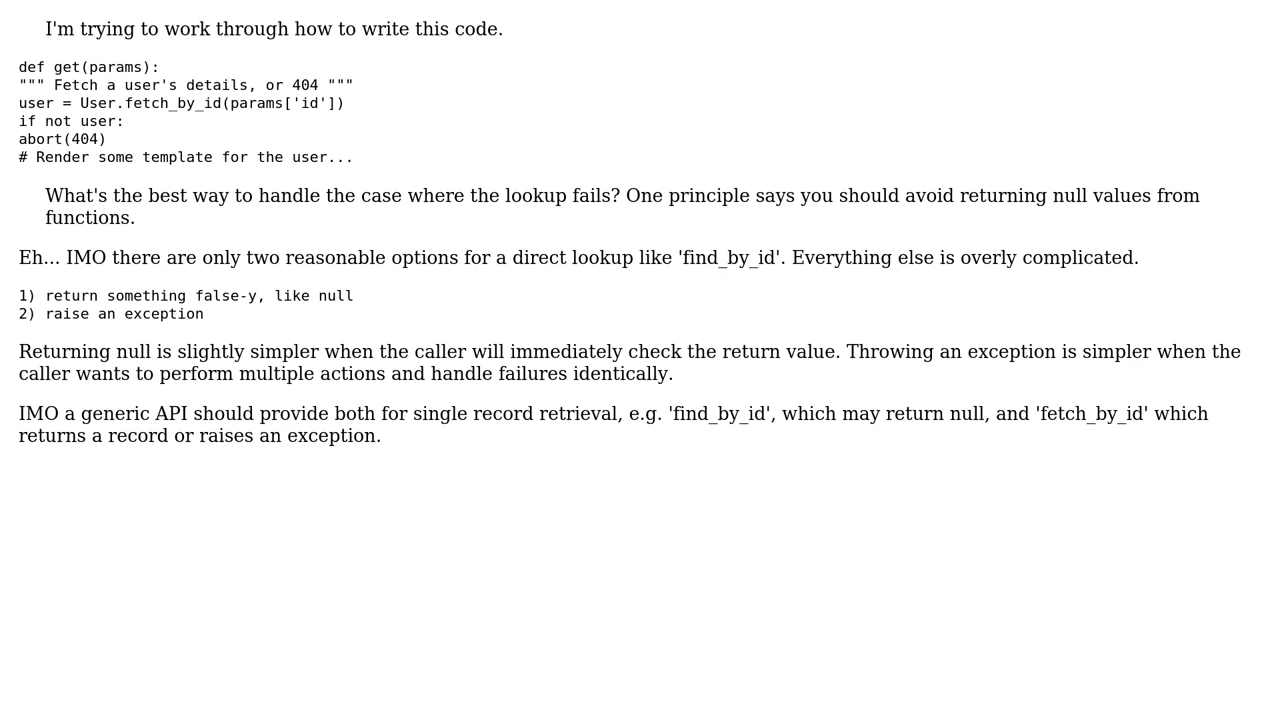 I'm trying to work through how to write this code.
def get(params):
""" Fetch a user's details, or 404 """
user = User.fetch_by_id(params['id'])
if not user:
abort(404)
# Render some template for the user...
What's the best way to handle the case where the lookup fails? One principle says you should avoid returning null values from
functions.
Eh... IMO there are only two reasonable options for a direct lookup like 'find_by_id'. Everything else is overly complicated.
1) return something false-y, like null
2) raise an exception
Returning null is slightly simpler when the caller will immediately check the return value. Throwing an exception is simpler when the
caller wants to perform multiple actions and handle failures identically.
IMO a generic API should provide both for single record retrieval, e.g. 'find_by_id', which may return null, and 'fetch_by_id' which
returns a record or raises an exception.